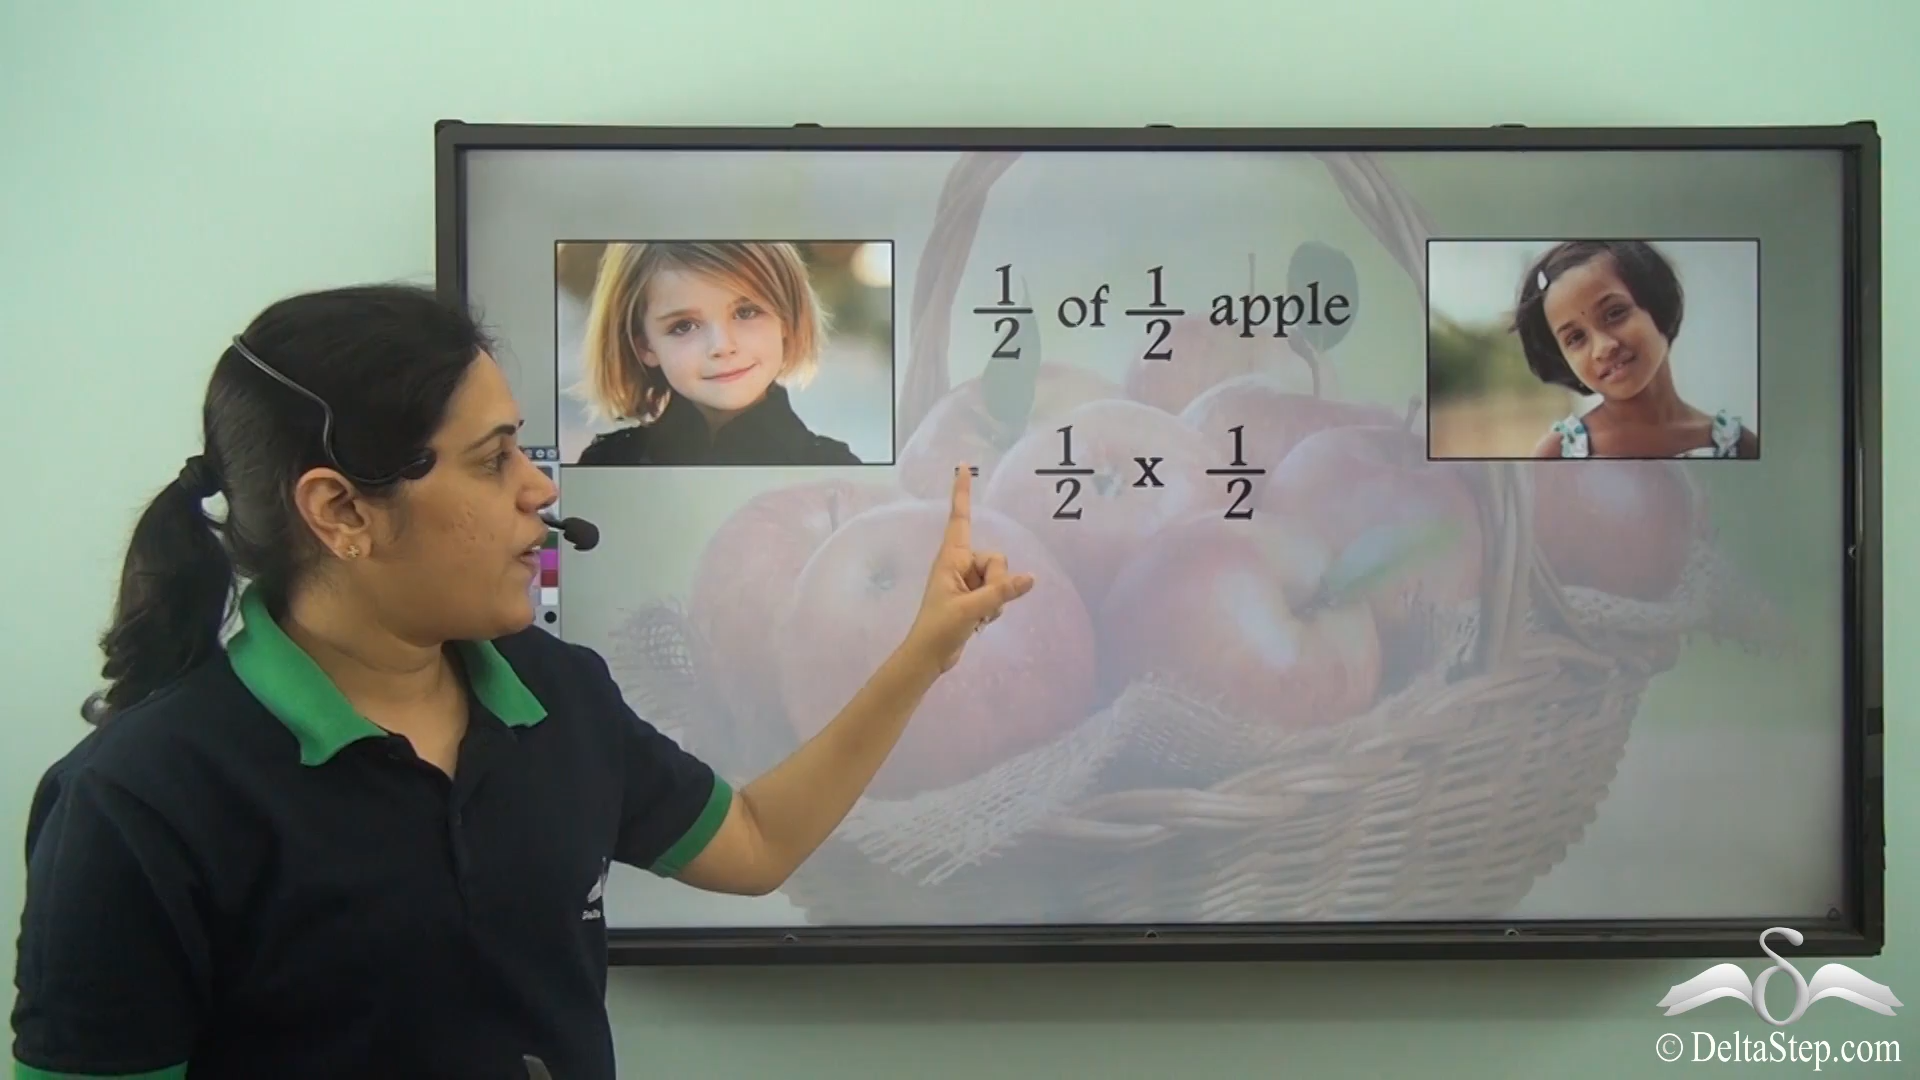 1/2 of 1/2 apple
= 1/2 x 1/2
© DeltaStep.com